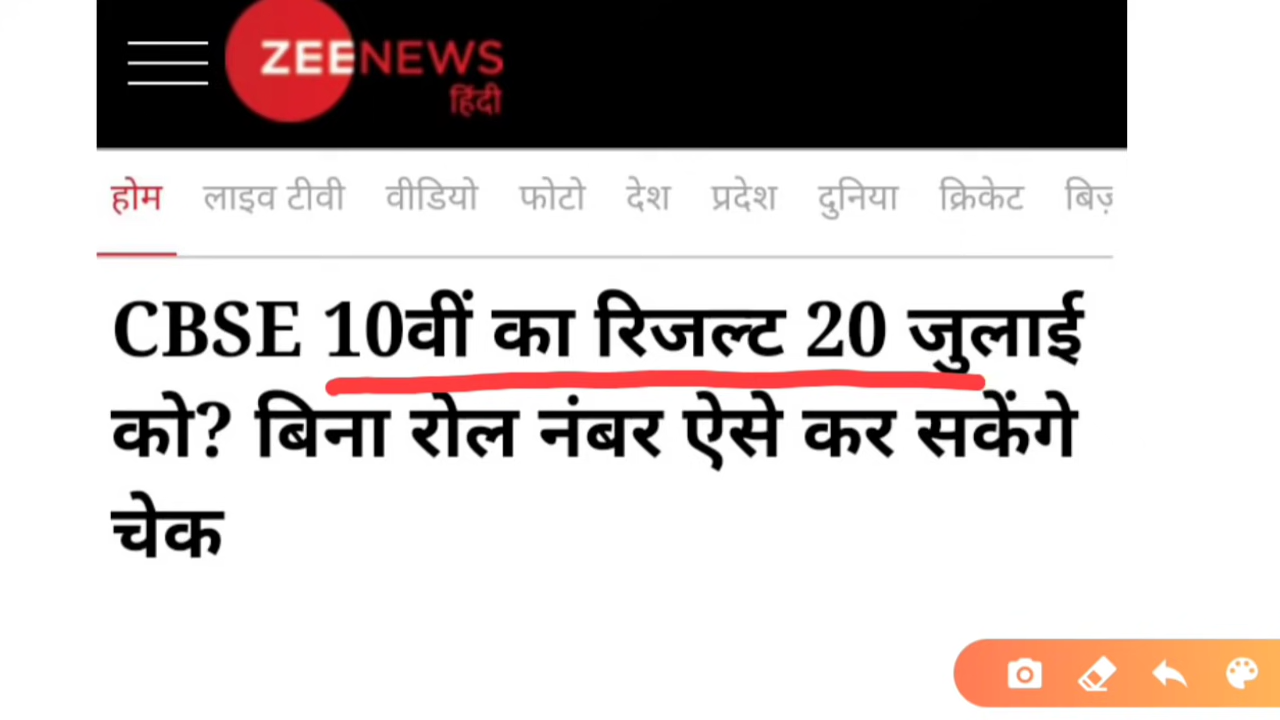 ZEENEWS
हिंदी
होम लाइव टीवी वीडियो फोटो देश प्रदेश दुनिया क्रिकेट बिज़
CBSE 10वीं का रिजल्ट 20 जुलाई
को? बिना रोल नंबर ऐसे कर सकेंगे
चेक